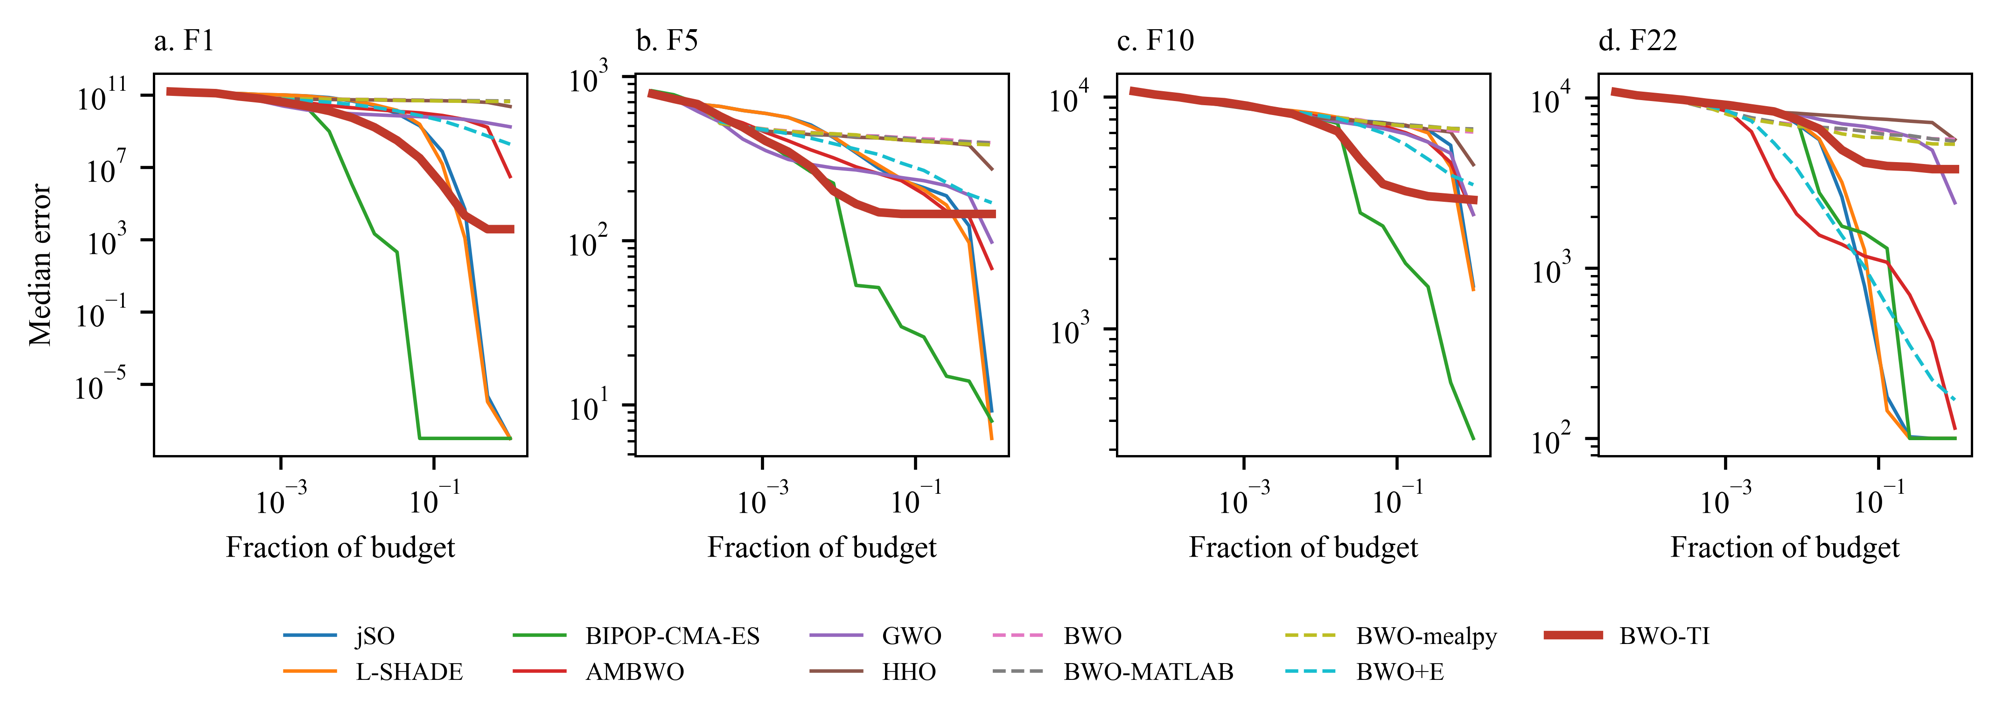 a. F1
b. F5
c. F10
d. F22
Median error
10^11
10^7
10^3
10^−1
10^−5
10^3
10^2
10^1
10^4
10^3
10^4
10^3
10^2
10^−3
10^−1
10^−3
10^−1
10^−3
10^−1
10^−3
10^−1
Fraction of budget
Fraction of budget
Fraction of budget
Fraction of budget
jSO
L-SHADE
BIPOP-CMA-ES
AMBWO
GWO
HHO
BWO
BWO-MATLAB
BWO-mealpy
BWO+E
BWO-TI